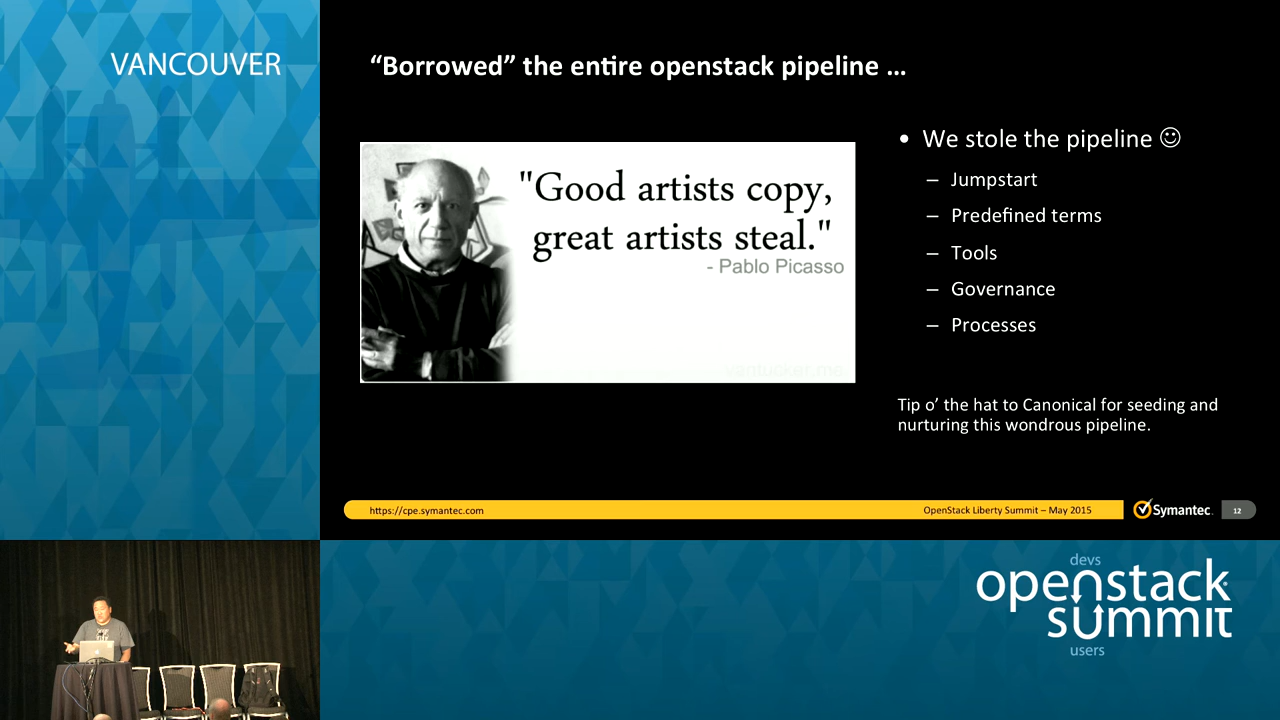 VANCOUVER
“Borrowed” the entire openstack pipeline …
"Good artists copy,
great artists steal."
- Pablo Picasso
• We stole the pipeline ☺
– Jumpstart
– Predefined terms
– Tools
– Governance
– Processes
Tip o’ the hat to Canonical for seeding and
nurturing this wondrous pipeline.
https://cpe.symantec.com
OpenStack Liberty Summit – May 2015
Symantec.
12
devs
openstack
summit
users